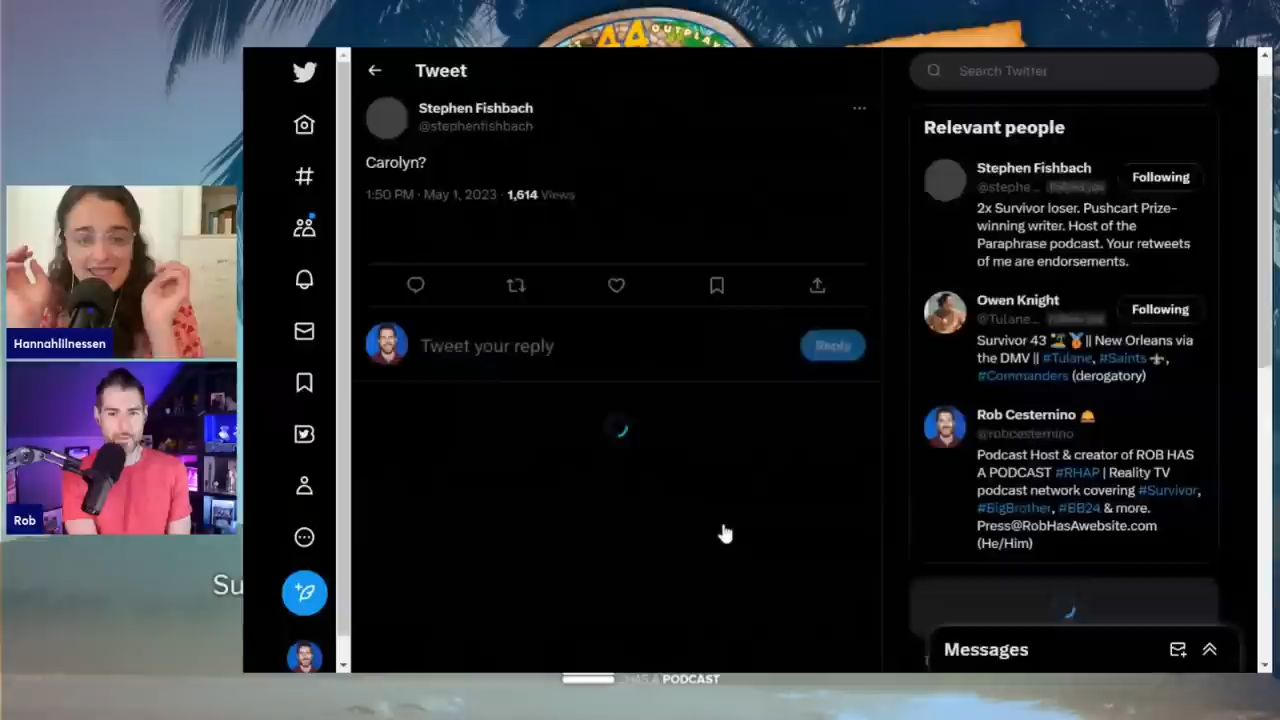 44 OUTPLA
Tweet
Search Twitter
Stephen Fishbach
@stephenfishbach
Carolyn?
1:50 PM · May 1, 2023 · 1,614 Views
Tweet your reply
Reply
Relevant people
Stephen Fishbach
@stephe...
Following
2x Survivor loser. Pushcart Prize-
winning writer. Host of the
Paraphrase podcast. Your retweets
of me are endorsements.
Owen Knight
@Tulane...
Following
Survivor 43 🏝️🏅|| New Orleans via
the DMV || #Tulane, #Saints ⚜️,
#Commanders (derogatory)
Rob Cesternino 🛎️
@robcesternino
Podcast Host & creator of ROB HAS
A PODCAST #RHAP | Reality TV
podcast network covering #Survivor,
#BigBrother, #BB24 & more.
Press@RobHasAwebsite.com
(He/Him)
Messages
Hannahlilnessen
Rob
Su
HAS A PODCAST